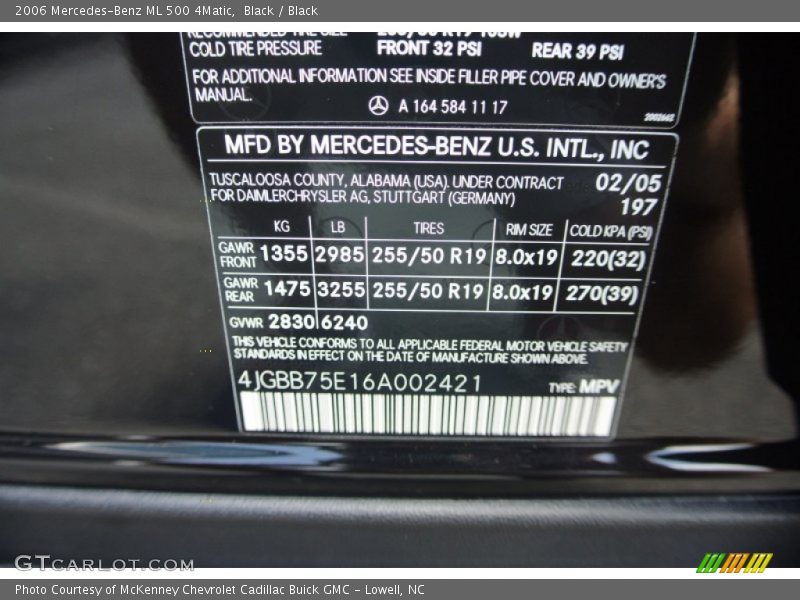 2006 Mercedes-Benz ML 500 4Matic, Black / Black
COLD TIRE PRESSURE FRONT 32 PSI REAR 39 PSI
FOR ADDITIONAL INFORMATION SEE INSIDE FILLER PIPE COVER AND OWNER'S
MANUAL.
A 164 584 11 17
MFD BY MERCEDES-BENZ U.S. INTL., INC
TUSCALOOSA COUNTY, ALABAMA (USA). UNDER CONTRACT 02/05
FOR DAIMLERCHRYSLER AG, STUTTGART (GERMANY) 197
KG LB TIRES RIM SIZE COLD KPA (PSI)
GAWR FRONT 1355 2985 255/50 R19 8.0x19 220(32)
GAWR REAR 1475 3255 255/50 R19 8.0x19 270(39)
GVWR 2830 6240
THIS VEHICLE CONFORMS TO ALL APPLICABLE FEDERAL MOTOR VEHICLE SAFETY
STANDARDS IN EFFECT ON THE DATE OF MANUFACTURE SHOWN ABOVE.
4JGBB75E16A002421 TYPE: MPV
GTCARLOT.COM
Photo Courtesy of McKenney Chevrolet Cadillac Buick GMC - Lowell, NC